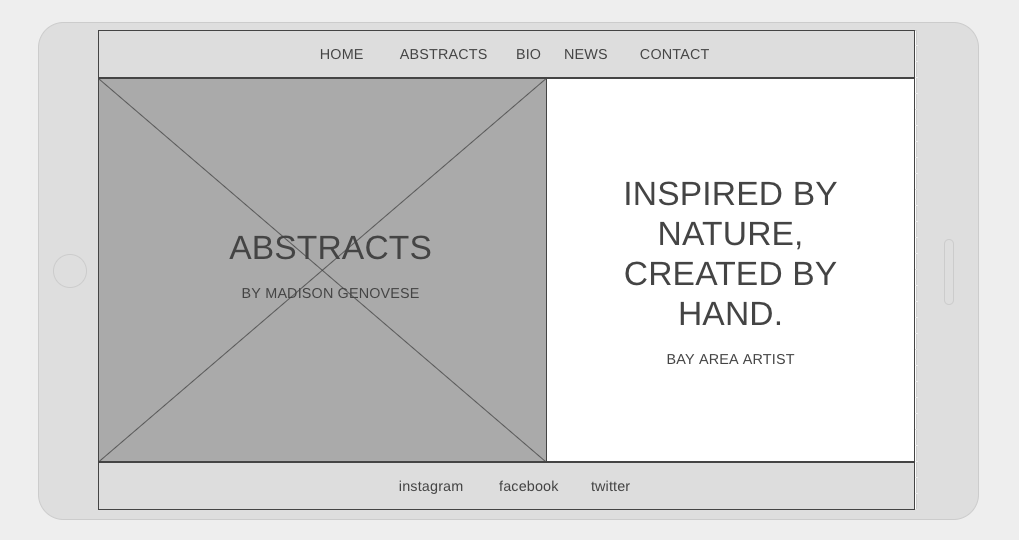 HOME ABSTRACTS BIO NEWS CONTACT
ABSTRACTS
BY MADISON GENOVESE
INSPIRED BY
NATURE,
CREATED BY
HAND.
BAY AREA ARTIST
instagram facebook twitter